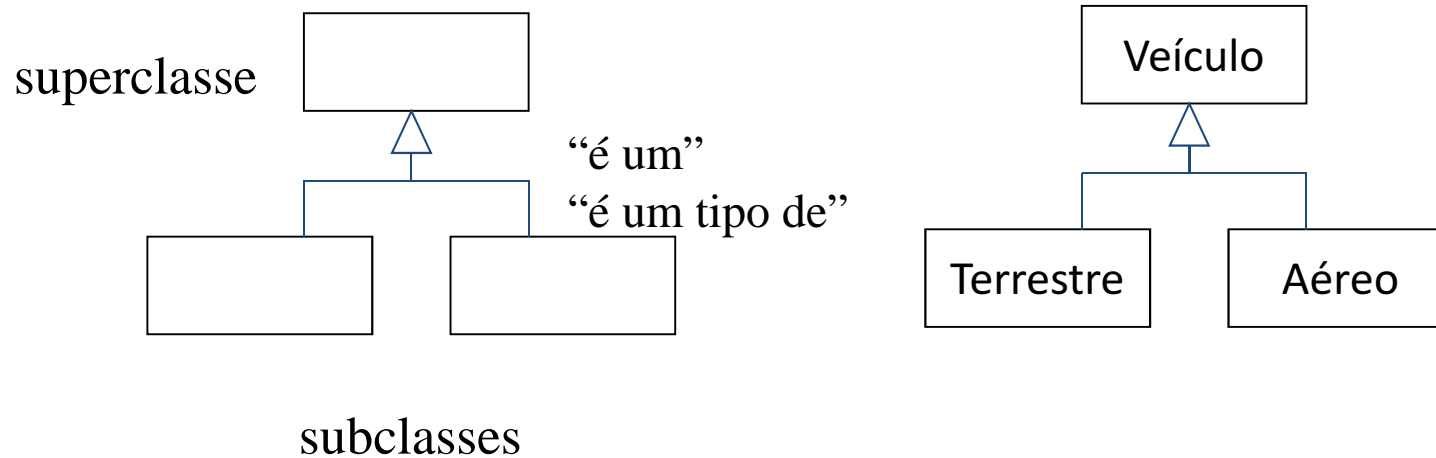 superclasse
“é um”
“é um tipo de”
subclasses
Veículo
Terrestre
Aéreo